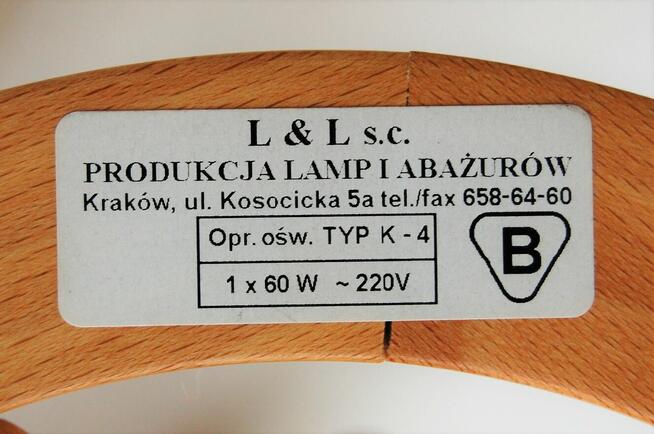 L & L s.c.
PRODUKCJA LAMP I ABAŻURÓW
Kraków, ul. Kosocicka 5a tel./fax 658-64-60
Opr. ośw. TYP K - 4
1 x 60 W ~ 220V
B